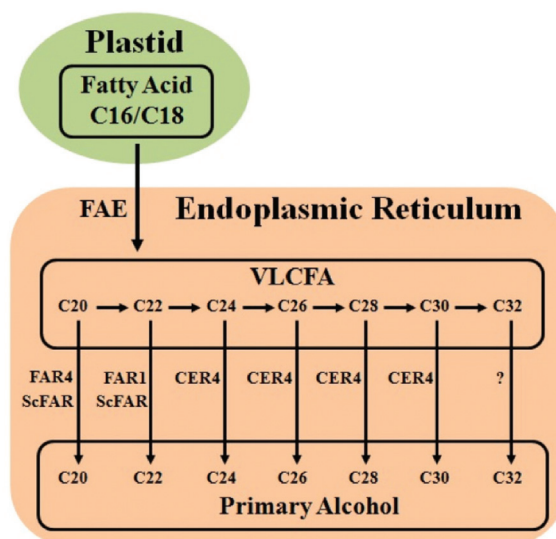 Plastid
Fatty Acid
C16/C18
FAE
Endoplasmic Reticulum
VLCFA
C20 C22 C24 C26 C28 C30 C32
FAR4 FAR1 CER4 CER4 CER4 CER4 ?
ScFAR ScFAR
C20 C22 C24 C26 C28 C30 C32
Primary Alcohol